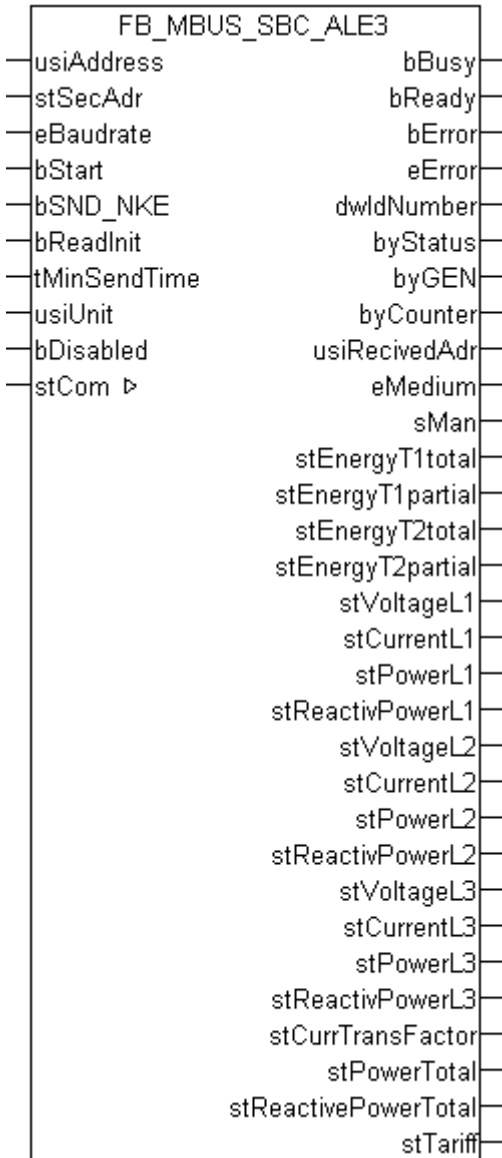 FB_MBUS_SBC_ALE3
usiAddress bBusy
stSecAdr bReady
eBaudrate bError
bStart eError
bSND_NKE dwIdNumber
bReadInit byStatus
tMinSendTime byGEN
usiUnit byCounter
bDisabled usiRecivedAdr
stCom ▷ eMedium
sMan
stEnergyT1total
stEnergyT1partial
stEnergyT2total
stEnergyT2partial
stVoltageL1
stCurrentL1
stPowerL1
stReactivPowerL1
stVoltageL2
stCurrentL2
stPowerL2
stReactivPowerL2
stVoltageL3
stCurrentL3
stPowerL3
stReactivPowerL3
stCurrTransFactor
stPowerTotal
stReactivePowerTotal
stTariff